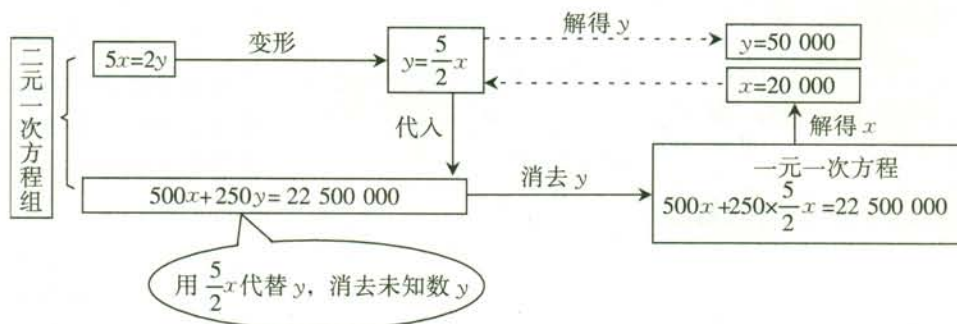 二元一次方程组
5x=2y
变形
y=5/2x
解得 y
y=50 000
x=20 000
代入
解得 x
500x+250y= 22 500 000
消去 y
一元一次方程
500x+250×5/2x=22 500 000
用5/2x代替 y，消去未知数 y